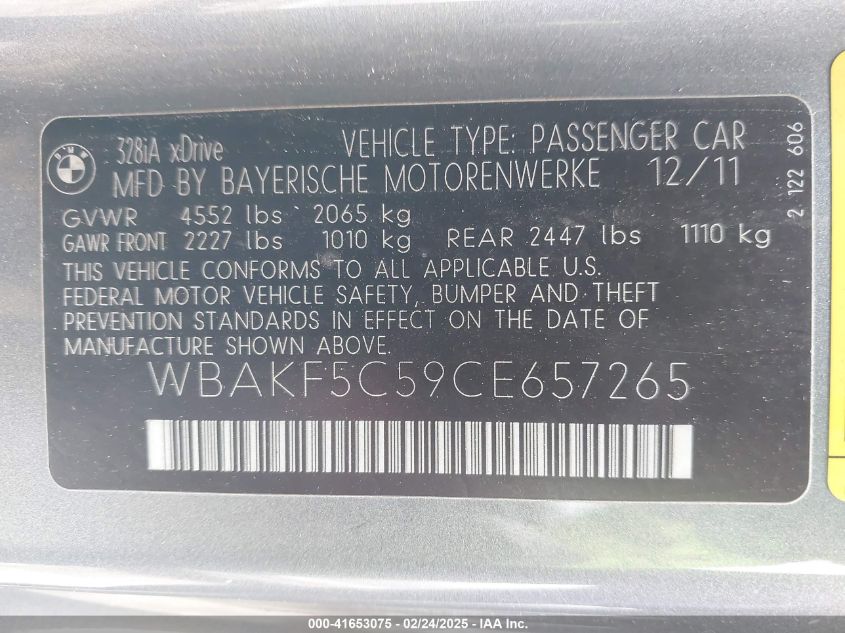 BMW
328iA xDrive VEHICLE TYPE: PASSENGER CAR
MFD BY BAYERISCHE MOTORENWERKE 12/11
GVWR 4552 lbs 2065 kg
GAWR FRONT 2227 lbs 1010 kg REAR 2447 lbs 1110 kg
THIS VEHICLE CONFORMS TO ALL APPLICABLE U.S.
FEDERAL MOTOR VEHICLE SAFETY, BUMPER AND THEFT
PREVENTION STANDARDS IN EFFECT ON THE DATE OF
MANUFACTURE SHOWN ABOVE.
WBAKF5C59CE657265
2 122 606
000-41653075 - 02/24/2025 - IAA Inc.